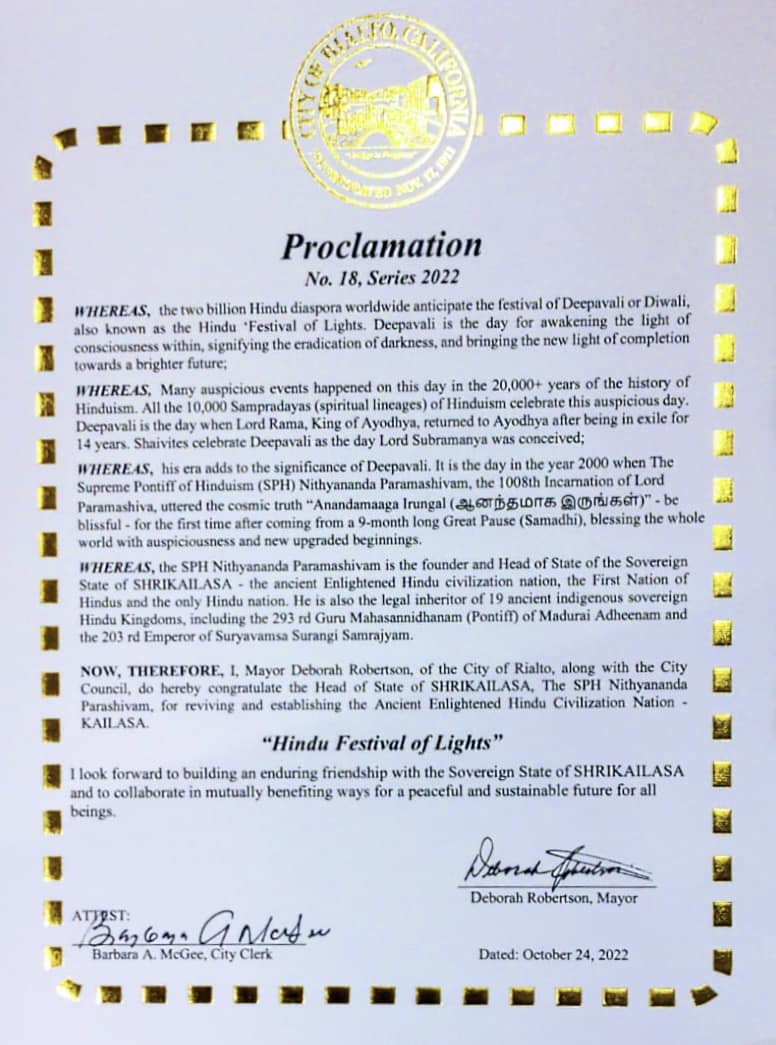 CITY OF RIALTO, CALIFORNIA
INCORPORATED NOV. 17, 1911
Proclamation
No. 18, Series 2022
WHEREAS, the two billion Hindu diaspora worldwide anticipate the festival of Deepavali or Diwali,
also known as the Hindu ‘Festival of Lights. Deepavali is the day for awakening the light of
consciousness within, signifying the eradication of darkness, and bringing the new light of completion
towards a brighter future;
WHEREAS, Many auspicious events happened on this day in the 20,000+ years of the history of
Hinduism. All the 10,000 Sampradayas (spiritual lineages) of Hinduism celebrate this auspicious day.
Deepavali is the day when Lord Rama, King of Ayodhya, returned to Ayodhya after being in exile for
14 years. Shaivites celebrate Deepavali as the day Lord Subramanya was conceived;
WHEREAS, his era adds to the significance of Deepavali. It is the day in the year 2000 when The
Supreme Pontiff of Hinduism (SPH) Nithyananda Paramashivam, the 1008th Incarnation of Lord
Paramashiva, uttered the cosmic truth “Anandamaaga Irungal (ஆனந்தமாக இருங்கள்)” - be
blissful - for the first time after coming from a 9-month long Great Pause (Samadhi), blessing the whole
world with auspiciousness and new upgraded beginnings.
WHEREAS, the SPH Nithyananda Paramashivam is the founder and Head of State of the Sovereign
State of SHRIKAILASA - the ancient Enlightened Hindu civilization nation, the First Nation of
Hindus and the only Hindu nation. He is also the legal inheritor of 19 ancient indigenous sovereign
Hindu Kingdoms, including the 293 rd Guru Mahasannidhanam (Pontiff) of Madurai Adheenam and
the 203 rd Emperor of Suryavamsa Surangi Samrajyam.
NOW, THEREFORE, I, Mayor Deborah Robertson, of the City of Rialto, along with the City
Council, do hereby congratulate the Head of State of SHRIKAILASA, The SPH Nithyananda
Parashivam, for reviving and establishing the Ancient Enlightened Hindu Civilization Nation -
KAILASA.
“Hindu Festival of Lights”
I look forward to building an enduring friendship with the Sovereign State of SHRIKAILASA
and to collaborate in mutually benefiting ways for a peaceful and sustainable future for all
beings.
Deborah Robertson
Deborah Robertson, Mayor
ATTEST:
Barbara A. McGee
Barbara A. McGee, City Clerk
Dated: October 24, 2022